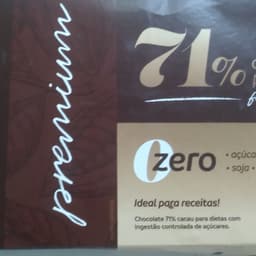 premium
71%
zero
• açúca
• soja •
Ideal para receitas!
Chocolate 71% cacau para dietas com
ingestão controlada de açúcares.